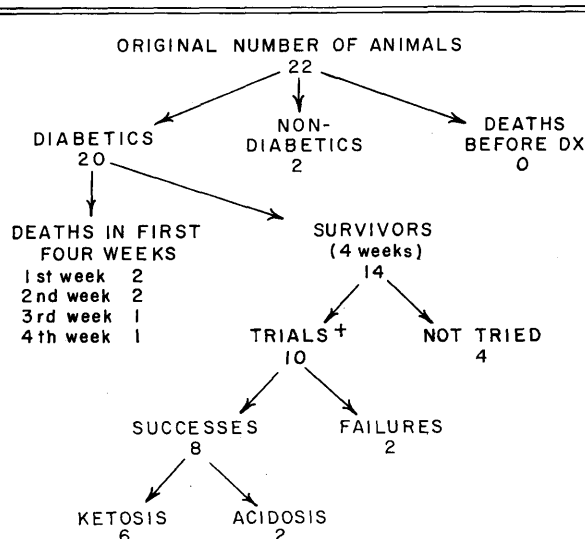 ORIGINAL NUMBER OF ANIMALS
22
DIABETICS
20
NON-
DIABETICS
2
DEATHS
BEFORE DX
0
DEATHS IN FIRST
FOUR WEEKS
1st week 2
2nd week 2
3rd week 1
4th week 1
SURVIVORS
(4 weeks)
14
TRIALS +
10
NOT TRIED
4
SUCCESSES
8
FAILURES
2
KETOSIS
6
ACIDOSIS
2